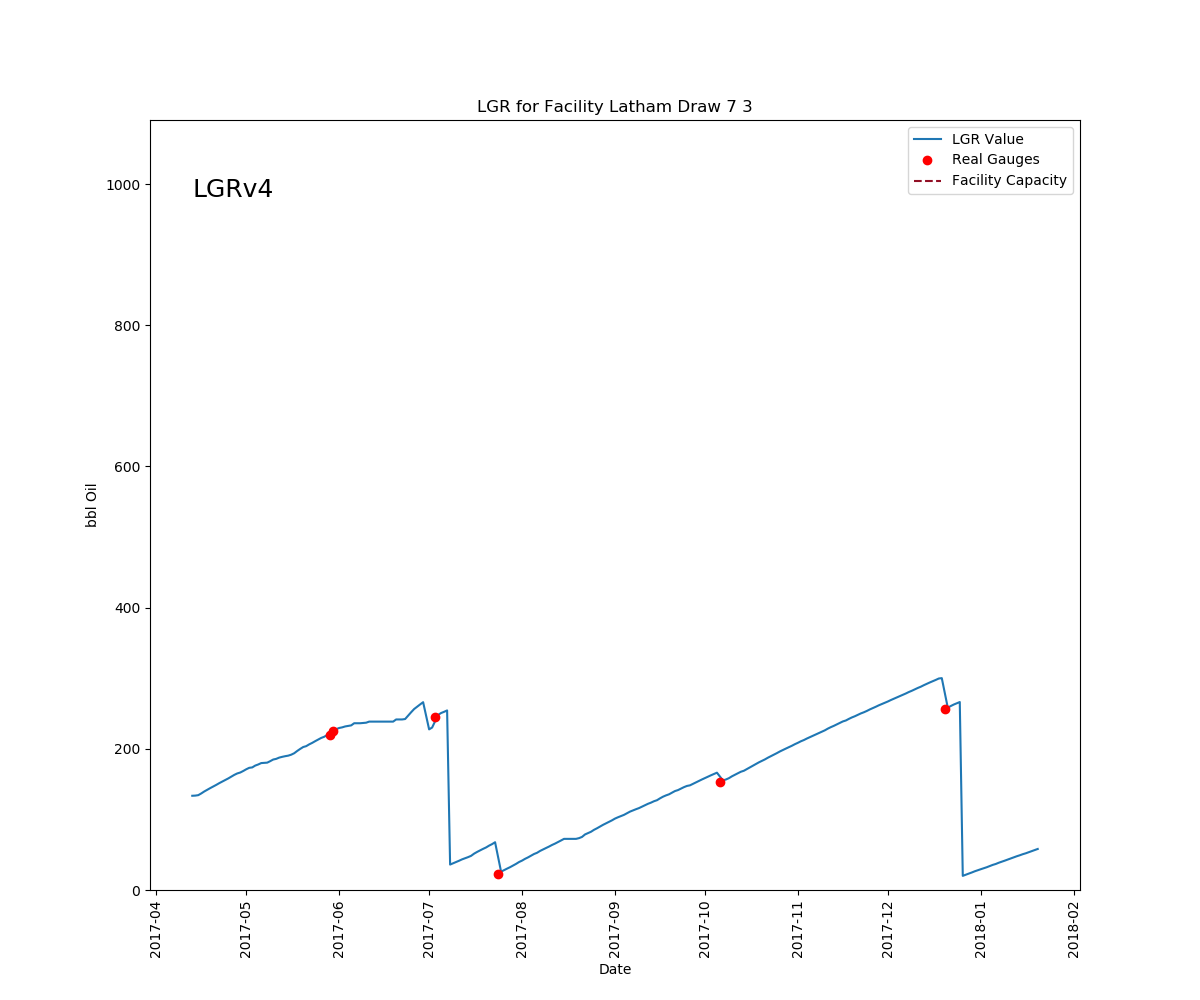 LGR for Facility Latham Draw 7 3
LGRv4
LGR Value
Real Gauges
Facility Capacity
bbl Oil
1000
800
600
400
200
0
2017-04
2017-05
2017-06
2017-07
2017-08
2017-09
2017-10
2017-11
2017-12
2018-01
2018-02
Date